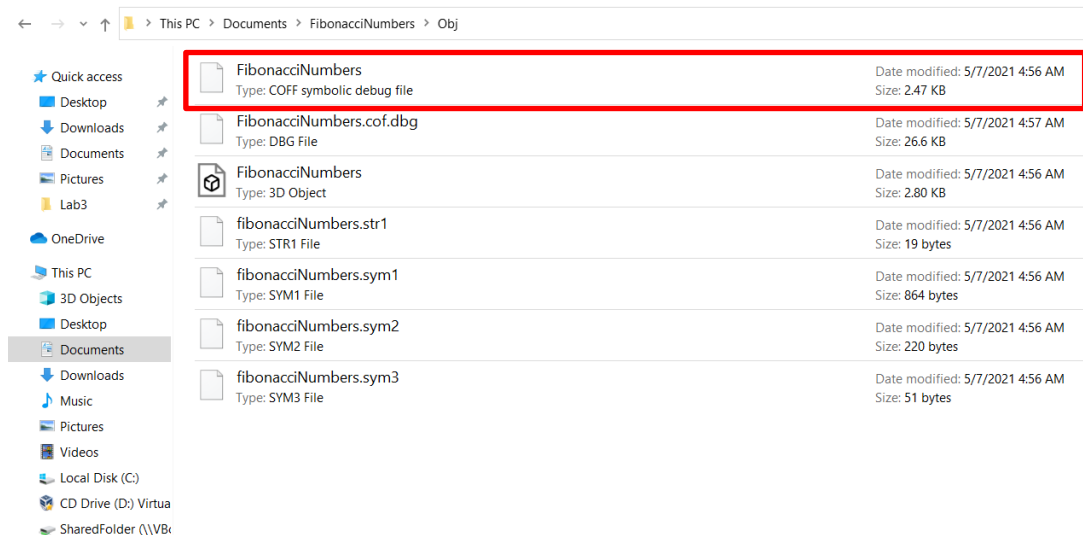 This PC > Documents > FibonacciNumbers > Obj
Quick access
Desktop
Downloads
Documents
Pictures
Lab3
OneDrive
This PC
3D Objects
Desktop
Documents
Downloads
Music
Pictures
Videos
Local Disk (C:)
CD Drive (D:) Virtua
SharedFolder (\\VBo
FibonacciNumbers
Type: COFF symbolic debug file
Date modified: 5/7/2021 4:56 AM
Size: 2.47 KB
FibonacciNumbers.cof.dbg
Type: DBG File
Date modified: 5/7/2021 4:57 AM
Size: 26.6 KB
FibonacciNumbers
Type: 3D Object
Date modified: 5/7/2021 4:56 AM
Size: 2.80 KB
fibonacciNumbers.str1
Type: STR1 File
Date modified: 5/7/2021 4:56 AM
Size: 19 bytes
fibonacciNumbers.sym1
Type: SYM1 File
Date modified: 5/7/2021 4:56 AM
Size: 864 bytes
fibonacciNumbers.sym2
Type: SYM2 File
Date modified: 5/7/2021 4:56 AM
Size: 220 bytes
fibonacciNumbers.sym3
Type: SYM3 File
Date modified: 5/7/2021 4:56 AM
Size: 51 bytes